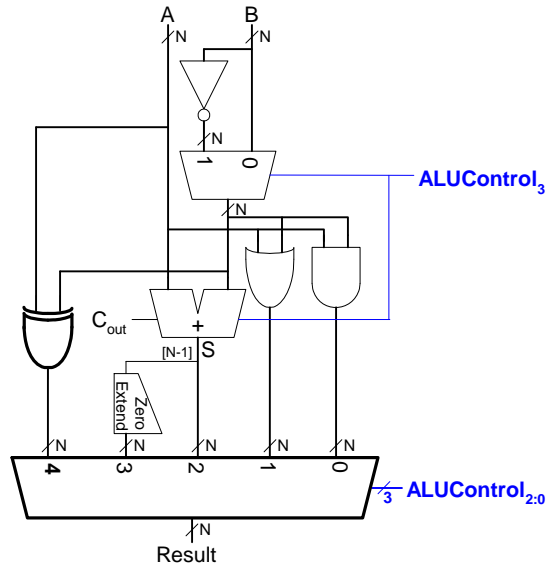 A B
N N
N
1 0
ALUControl3
N
Cout
+
[N-1] S
Zero Extend
N N N N N
4 3 2 1 0
3 ALUControl2:0
N
Result